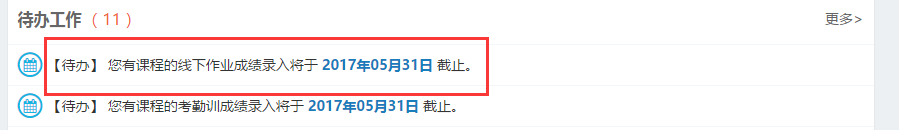 待办工作（ 11 ） 更多>
【待办】 您有课程的线下作业成绩录入将于 2017年05月31日 截止。
【待办】 您有课程的考勤训成绩录入将于 2017年05月31日 截止。